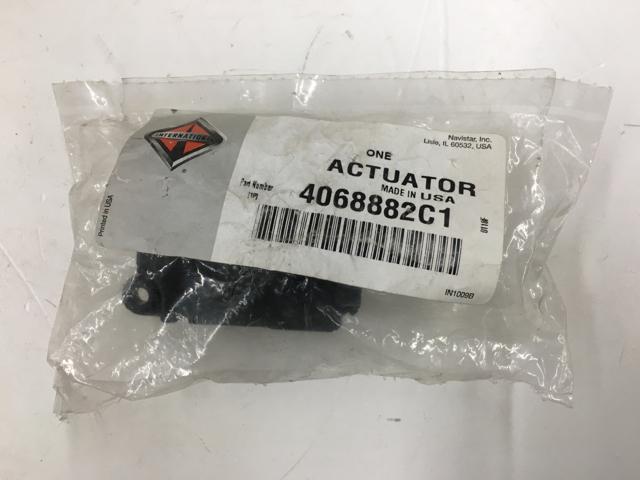 INTERNATIONAL
Navistar, Inc.
Lisle, IL 60532, USA
ONE
ACTUATOR
MADE IN USA
Part Number
4068882C1
Printed in USA
IN1009B